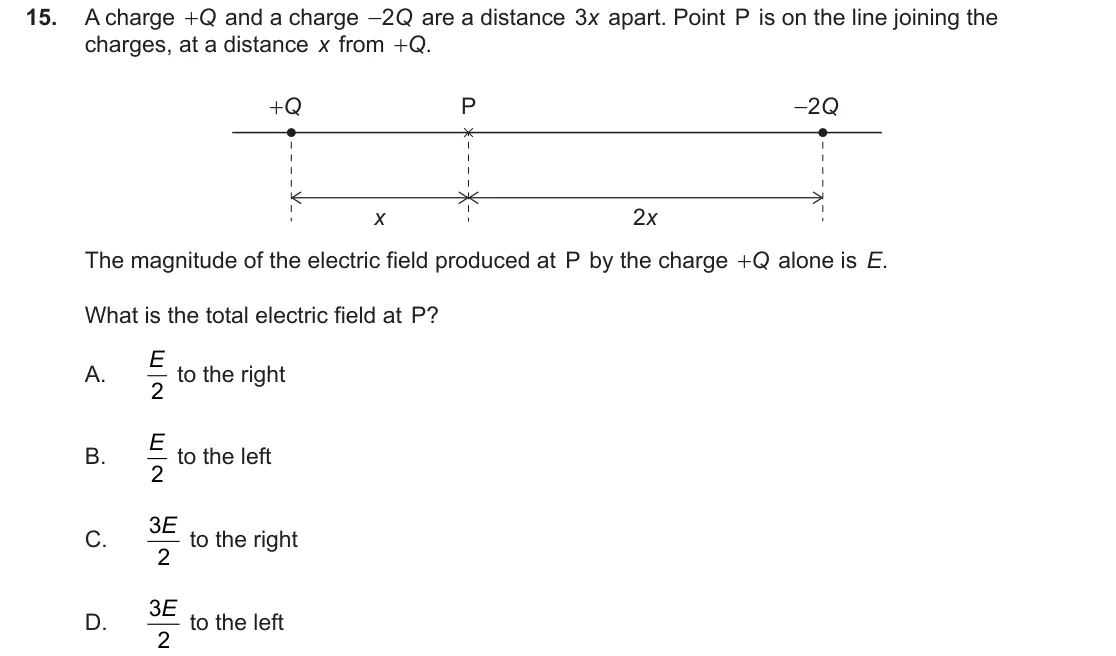 15. A charge +Q and a charge −2Q are a distance 3x apart. Point P is on the line joining the
charges, at a distance x from +Q.
+Q P −2Q
x 2x
The magnitude of the electric field produced at P by the charge +Q alone is E.
What is the total electric field at P?
A. E/2 to the right
B. E/2 to the left
C. 3E/2 to the right
D. 3E/2 to the left